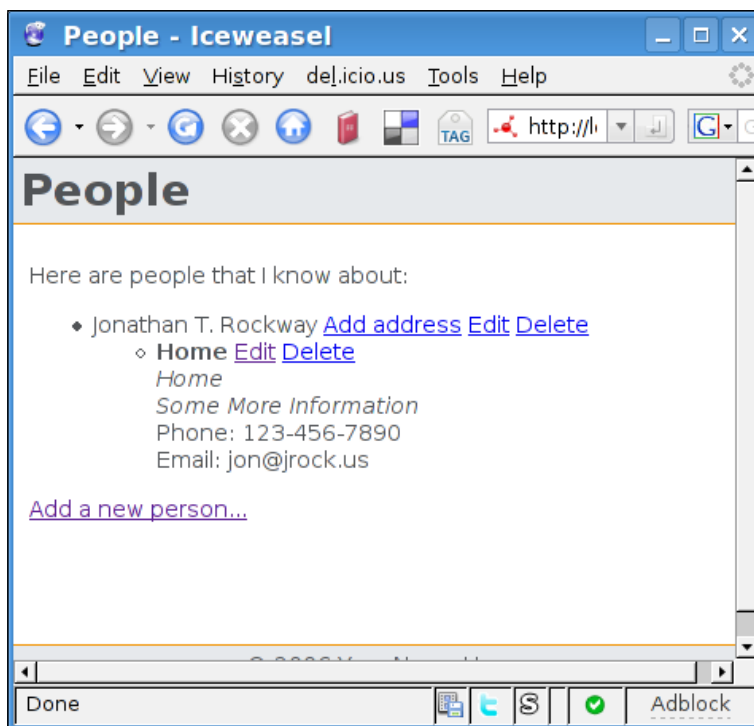 People - Iceweasel
File Edit View History del.icio.us Tools Help
TAG http://l
G
People
Here are people that I know about:
Jonathan T. Rockway Add address Edit Delete
Home Edit Delete
Home
Some More Information
Phone: 123-456-7890
Email: jon@jrock.us
Add a new person...
Done S Adblock